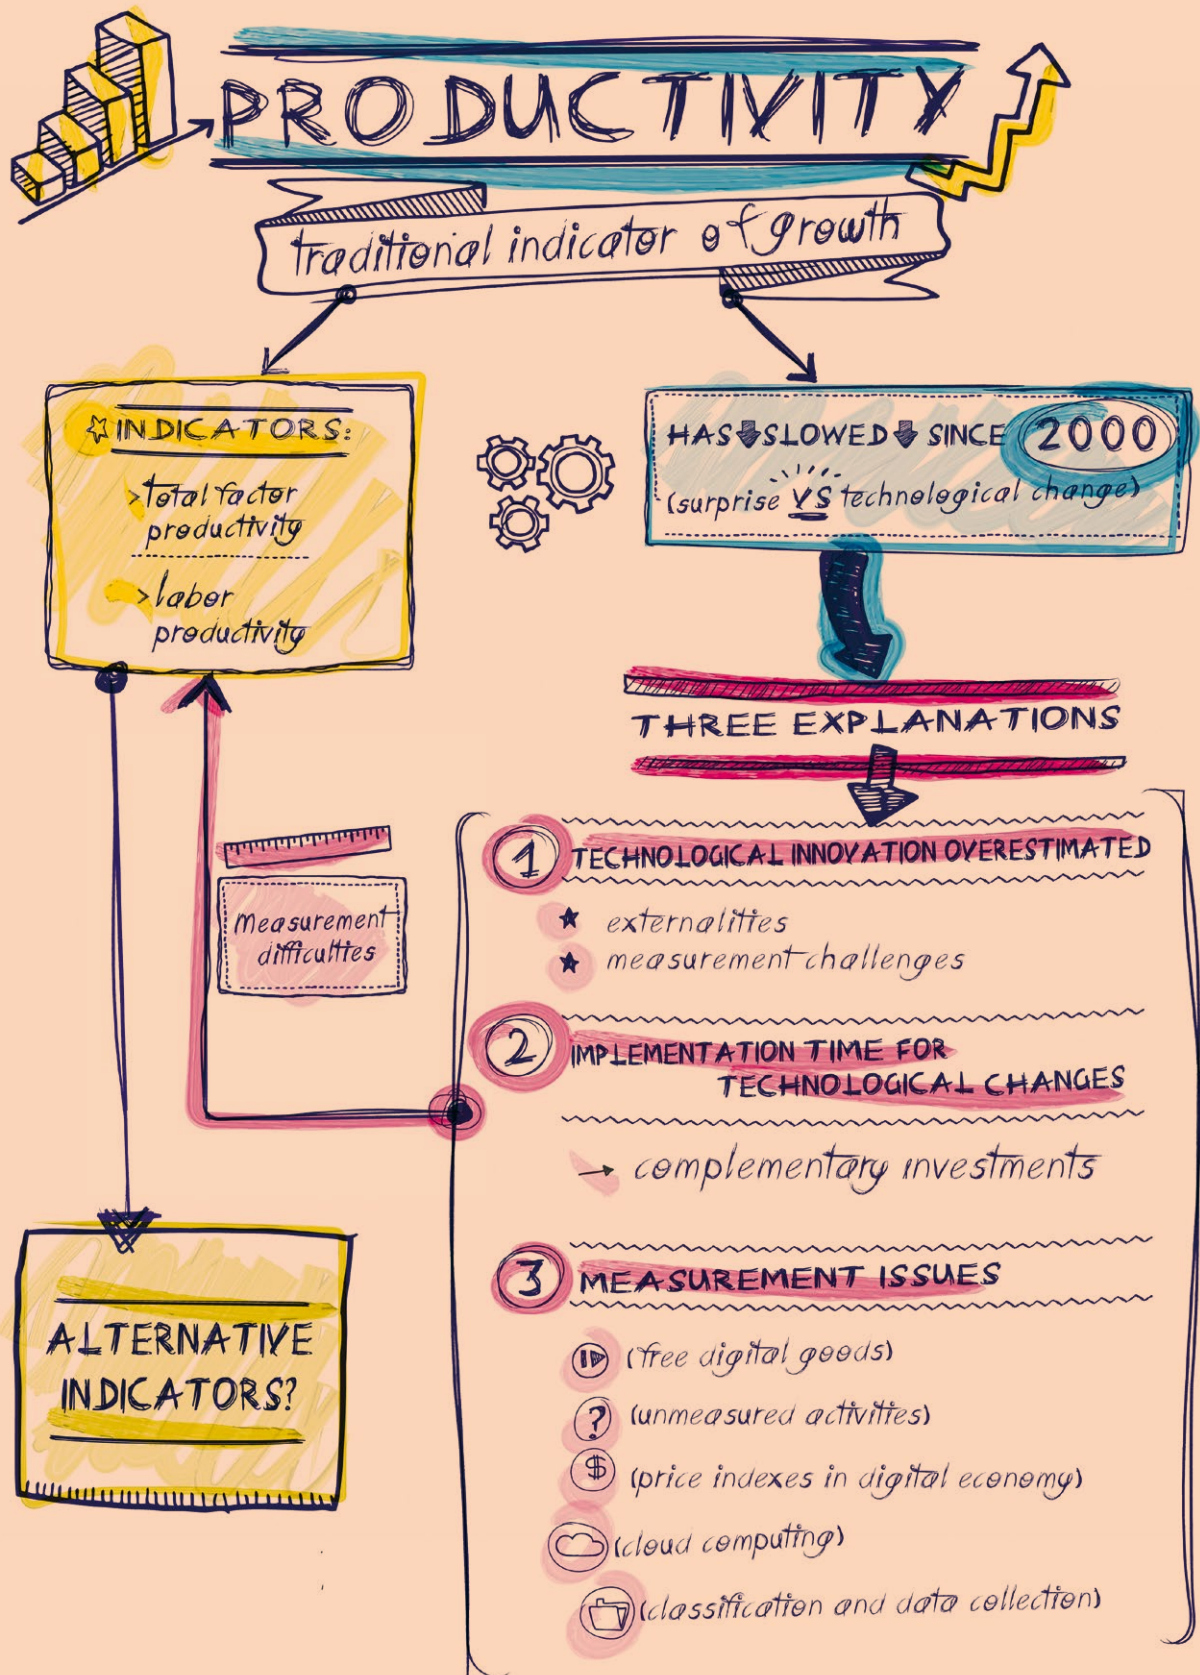 PRODUCTIVITY
traditional indicator of growth
INDICATORS:
> total factor
productivity
> labor
productivity
HAS SLOWED SINCE 2000
(surprise VS technological change)
THREE EXPLANATIONS
1 TECHNOLOGICAL INNOVATION OVERESTIMATED
externalities
measurement challenges
measurement
difficulties
2 IMPLEMENTATION TIME FOR
TECHNOLOGICAL CHANGES
→ complementary investments
3 MEASUREMENT ISSUES
(free digital goods)
? (unmeasured activities)
$ (price indexes in digital economy)
(cloud computing)
(classification and data collection)
ALTERNATIVE
INDICATORS?